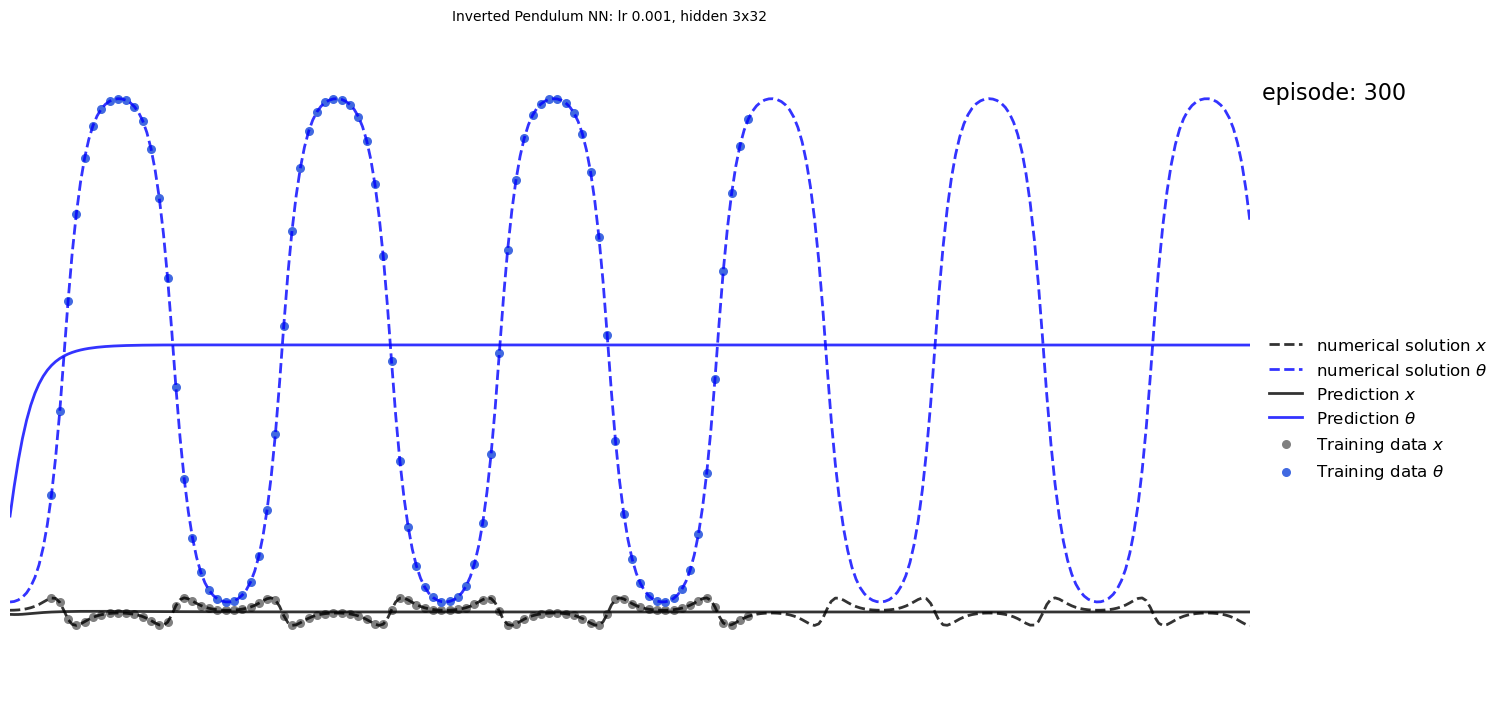 Inverted Pendulum NN: lr 0.001, hidden 3x32
episode: 300
numerical solution x
numerical solution θ
Prediction x
Prediction θ
Training data x
Training data θ